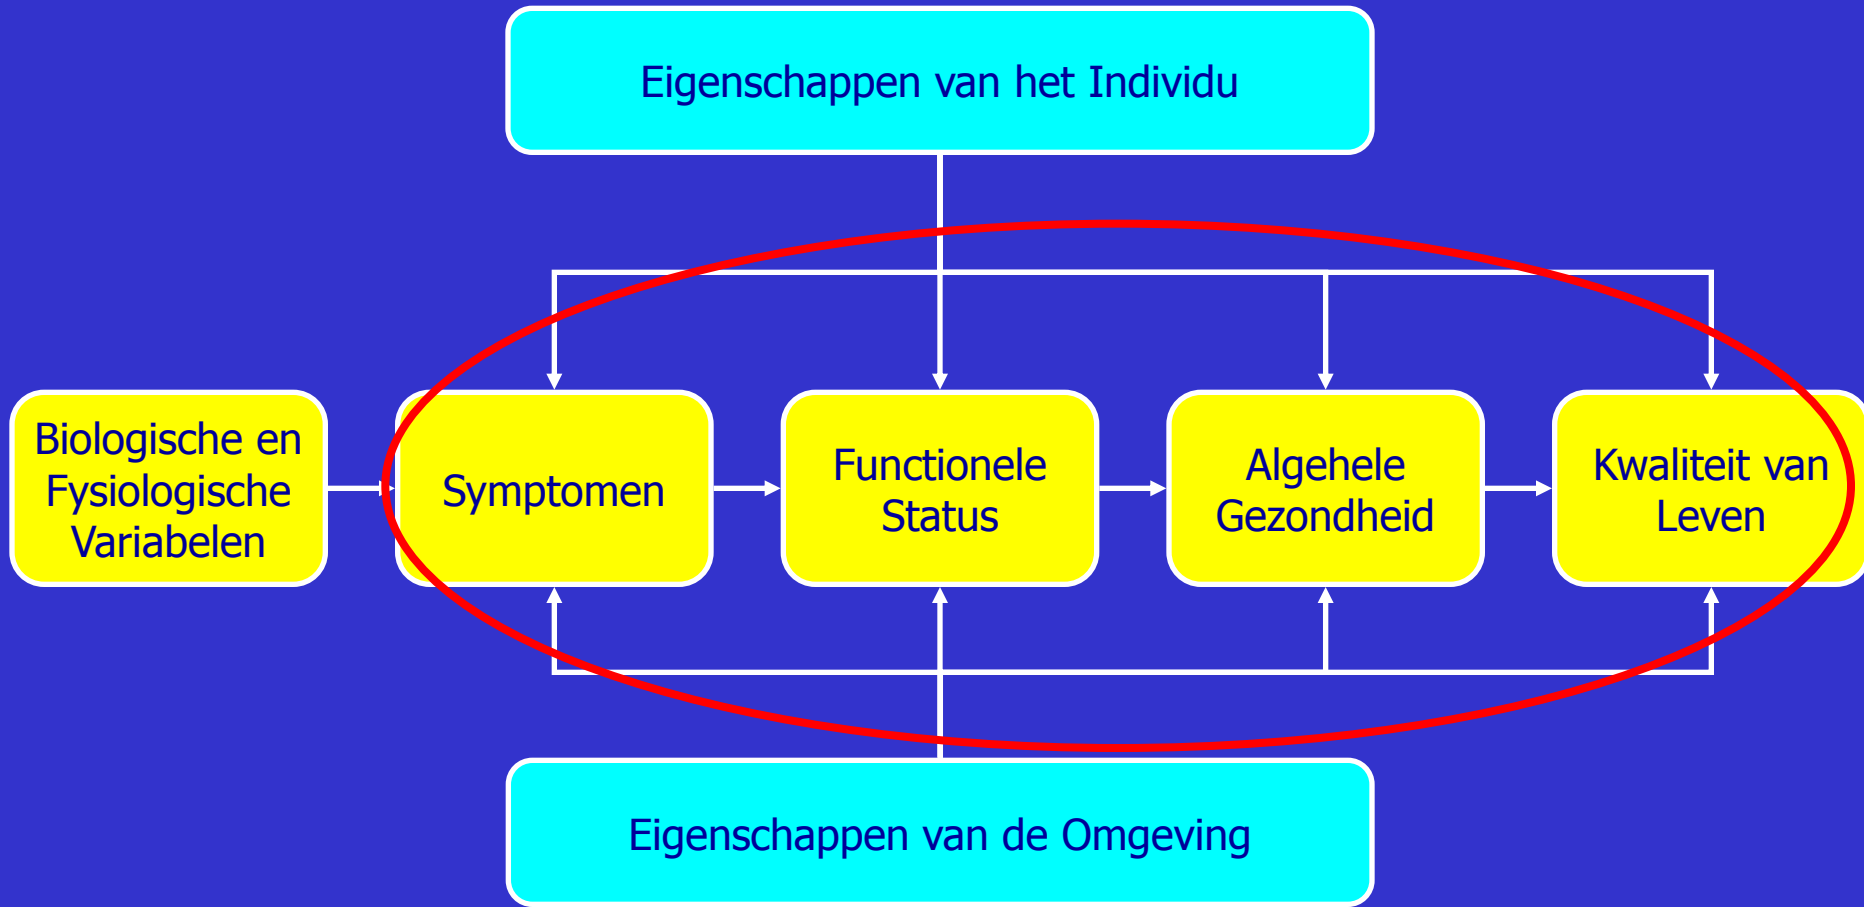 Eigenschappen van het Individu
Biologische en
Fysiologische
Variabelen
Symptomen
Functionele
Status
Algehele
Gezondheid
Kwaliteit van
Leven
Eigenschappen van de Omgeving